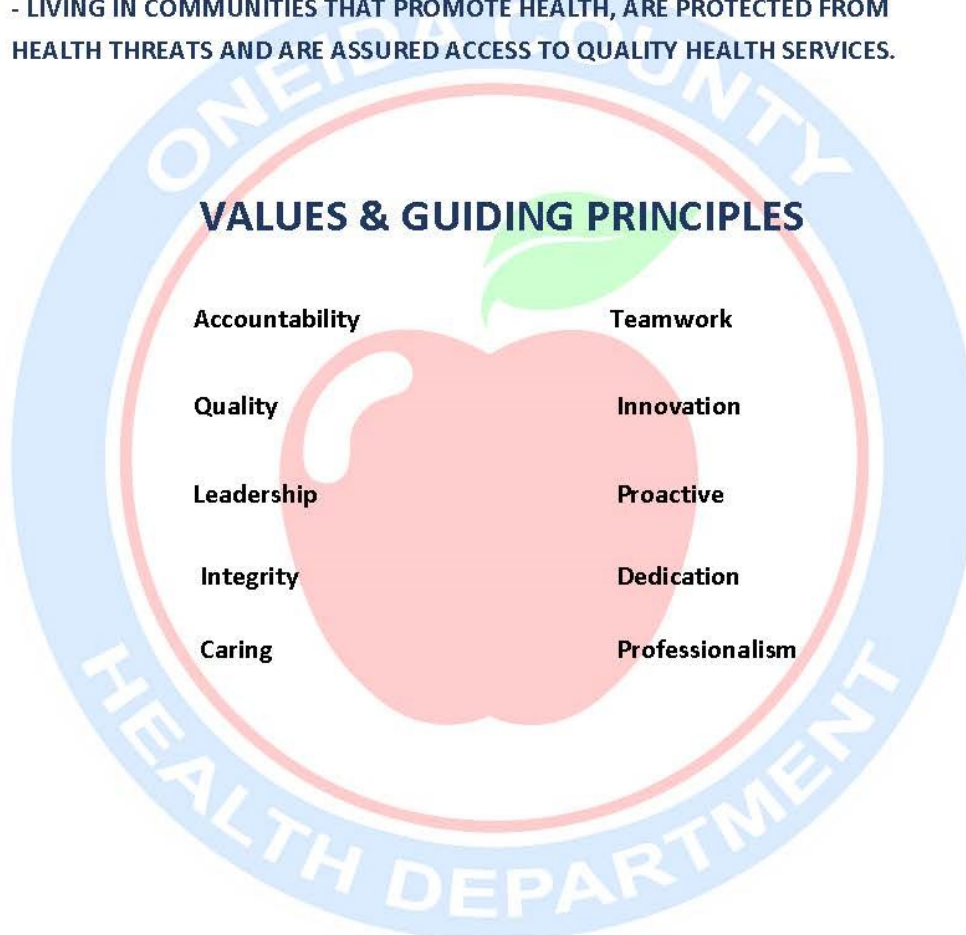 - LIVING IN COMMUNITIES THAT PROMOTE HEALTH, ARE PROTECTED FROM
HEALTH THREATS AND ARE ASSURED ACCESS TO QUALITY HEALTH SERVICES.
ONEIDA COUNTY
VALUES & GUIDING PRINCIPLES
Accountability Teamwork
Quality Innovation
Leadership Proactive
Integrity Dedication
Caring Professionalism
HEALTH DEPARTMENT